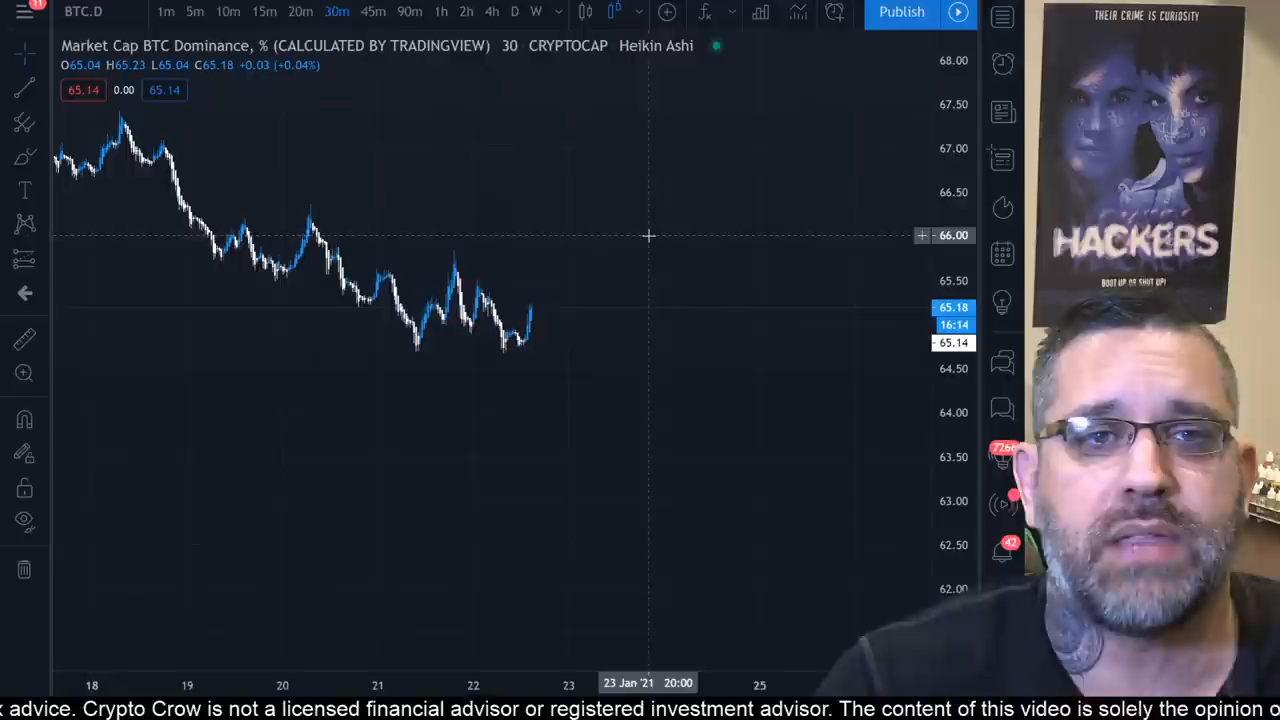 11
BTC.D 1m 5m 10m 15m 20m 30m 45m 90m 1h 2h 4h D W Publish
Market Cap BTC Dominance, % (CALCULATED BY TRADINGVIEW) 30 CRYPTOCAP Heikin Ashi
O65.04 H65.23 L65.04 C65.18 +0.03 (+0.04%)
65.14 0.00 65.14
68.00
67.50
67.00
66.50
66.00
65.50
65.18
16:14
65.14
64.50
64.00
63.50
63.00
62.50
62.00
18 19 20 21 22 23 23 Jan '21 20:00 25
7266
42
THEIR CRIME IS CURIOSITY
HACKERS
BOOT UP OR SHUT UP!
advice. Crypto Crow is not a licensed financial advisor or registered investment advisor. The content of this video is solely the opinion